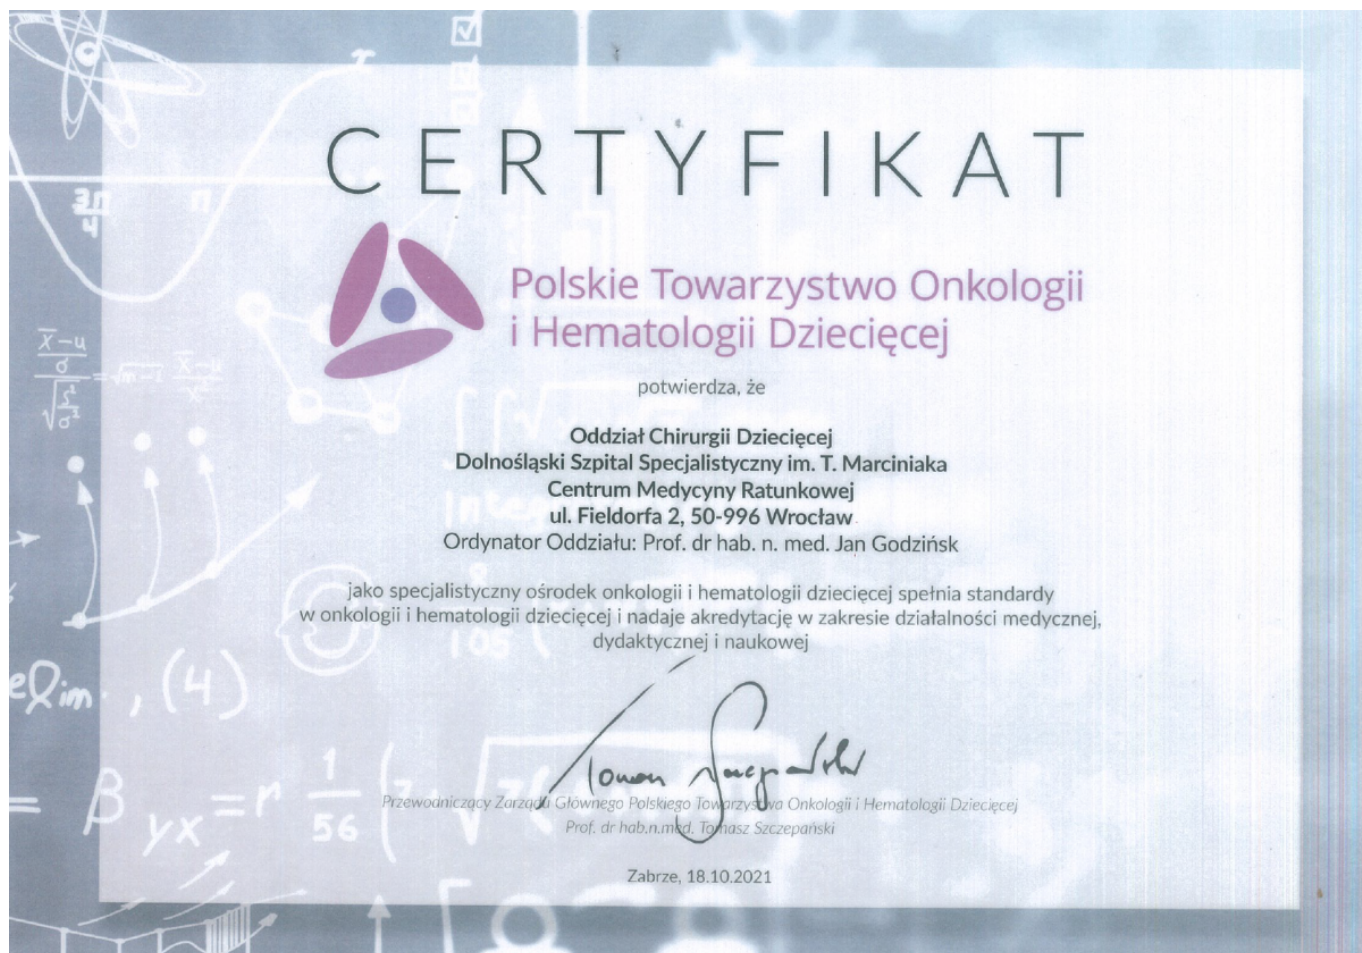 CERTYFIKAT
Polskie Towarzystwo Onkologii
i Hematologii Dziecięcej
potwierdza, że
Oddział Chirurgii Dziecięcej
Dolnośląski Szpital Specjalistyczny im. T. Marciniaka
Centrum Medycyny Ratunkowej
ul. Fieldorfa 2, 50-996 Wrocław
Ordynator Oddziału: Prof. dr hab. n. med. Jan Godzińsk
jako specjalistyczny ośrodek onkologii i hematologii dziecięcej spełnia standardy
w onkologii i hematologii dziecięcej i nadaje akredytację w zakresie działalności medycznej,
dydaktycznej i naukowej
Przewodniczący Zarządu Głównego Polskiego Towarzystwa Onkologii i Hematologii Dziecięcej
Prof. dr hab.n.med. Tomasz Szczepański
Zabrze, 18.10.2021